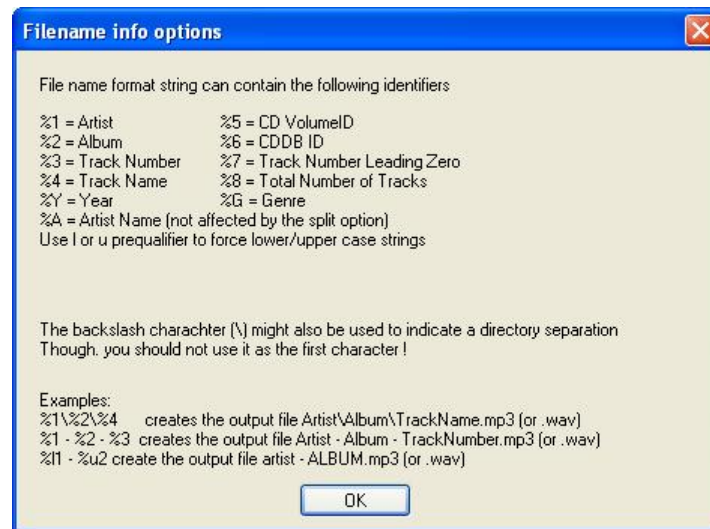 Filename info options
File name format string can contain the following identifiers
%1 = Artist %5 = CD VolumeID
%2 = Album %6 = CDDB ID
%3 = Track Number %7 = Track Number Leading Zero
%4 = Track Name %8 = Total Number of Tracks
%Y = Year %G = Genre
%A = Artist Name (not affected by the split option)
Use l or u prequalifier to force lower/upper case strings
The backslash charachter (\) might also be used to indicate a directory separation
Though. you should not use it as the first character !
Examples:
%1\%2\%4 creates the output file Artist\Album\TrackName.mp3 (or .wav)
%1 - %2 - %3 creates the output file Artist - Album - TrackNumber.mp3 (or .wav)
%l1 - %u2 create the output file artist - ALBUM.mp3 (or .wav)
OK